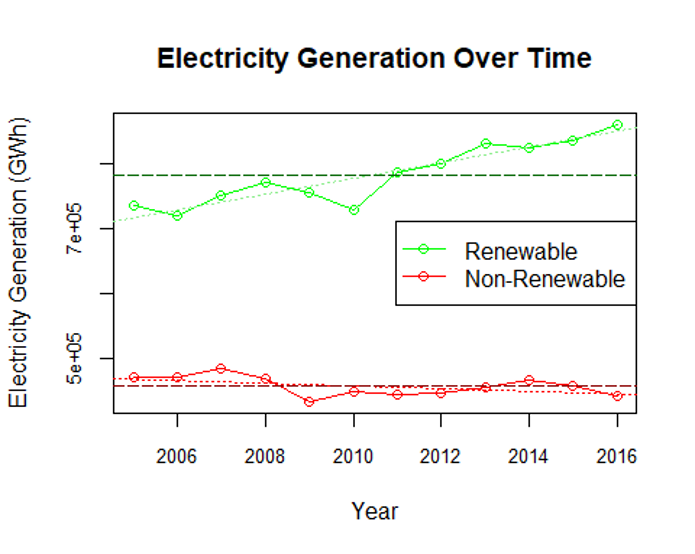 Electricity Generation Over Time
Electricity Generation (GWh)
7e+05
5e+05
Renewable
Non-Renewable
2006 2008 2010 2012 2014 2016
Year